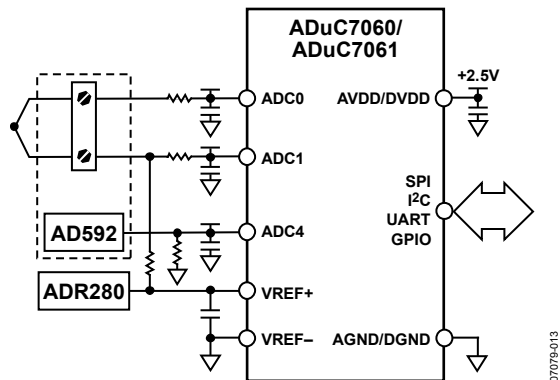 ADuC7060/
ADuC7061
+2.5V
ADC0
AVDD/DVDD
ADC1
SPI
I2C
UART
GPIO
AD592
ADC4
ADR280
VREF+
VREF–
AGND/DGND
07079-013